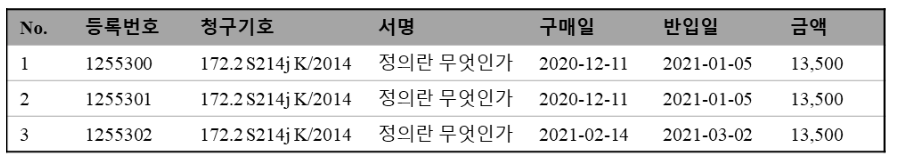 No. 등록번호 청구기호 서명 구매일 반입일 금액
1 1255300 172.2 S214j K/2014 정의란 무엇인가 2020-12-11 2021-01-05 13,500
2 1255301 172.2 S214j K/2014 정의란 무엇인가 2020-12-11 2021-01-05 13,500
3 1255302 172.2 S214j K/2014 정의란 무엇인가 2021-02-14 2021-03-02 13,500